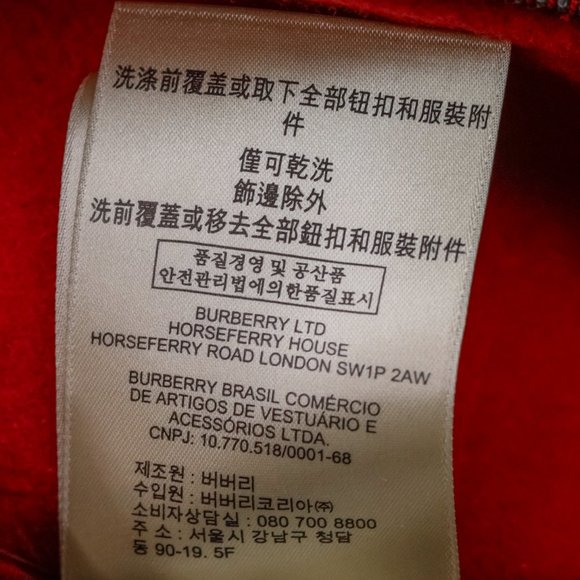 洗涤前覆盖或取下全部钮扣和服裝附
件
僅可乾洗
飾邊除外
洗前覆蓋或移去全部鈕扣和服裝附件
품질경영 및 공산품
안전관리법에의한품질표시
BURBERRY LTD
HORSEFERRY HOUSE
HORSEFERRY ROAD LONDON SW1P 2AW
BURBERRY BRASIL COMÉRCIO
DE ARTIGOS DE VESTUÁRIO E
ACESSÓRIOS LTDA.
CNPJ: 10.770.518/0001-68
제조원 : 버버리
수입원 : 버버리코리아㈜
소비자상담실 : 080 700 8800
주 소 : 서울시 강남구 청담
동 90-19. 5F